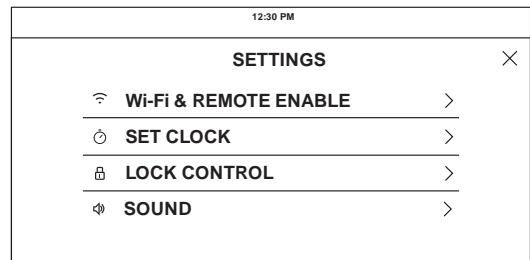 12:30 PM
SETTINGS
Wi-Fi & REMOTE ENABLE
SET CLOCK
LOCK CONTROL
SOUND